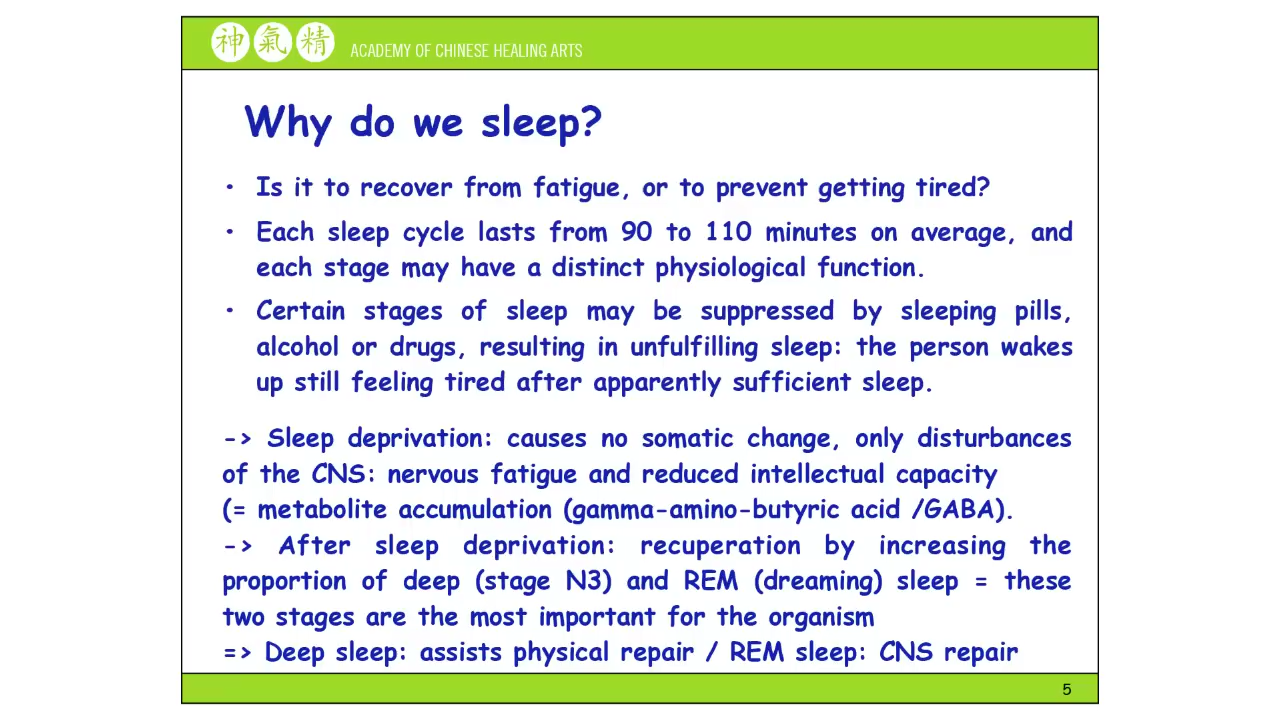 神 氣 精 ACADEMY OF CHINESE HEALING ARTS
Why do we sleep?
• Is it to recover from fatigue, or to prevent getting tired?
• Each sleep cycle lasts from 90 to 110 minutes on average, and
each stage may have a distinct physiological function.
• Certain stages of sleep may be suppressed by sleeping pills,
alcohol or drugs, resulting in unfulfilling sleep: the person wakes
up still feeling tired after apparently sufficient sleep.
-> Sleep deprivation: causes no somatic change, only disturbances
of the CNS: nervous fatigue and reduced intellectual capacity
(= metabolite accumulation (gamma-amino-butyric acid /GABA).
-> After sleep deprivation: recuperation by increasing the
proportion of deep (stage N3) and REM (dreaming) sleep = these
two stages are the most important for the organism
=> Deep sleep: assists physical repair / REM sleep: CNS repair
5